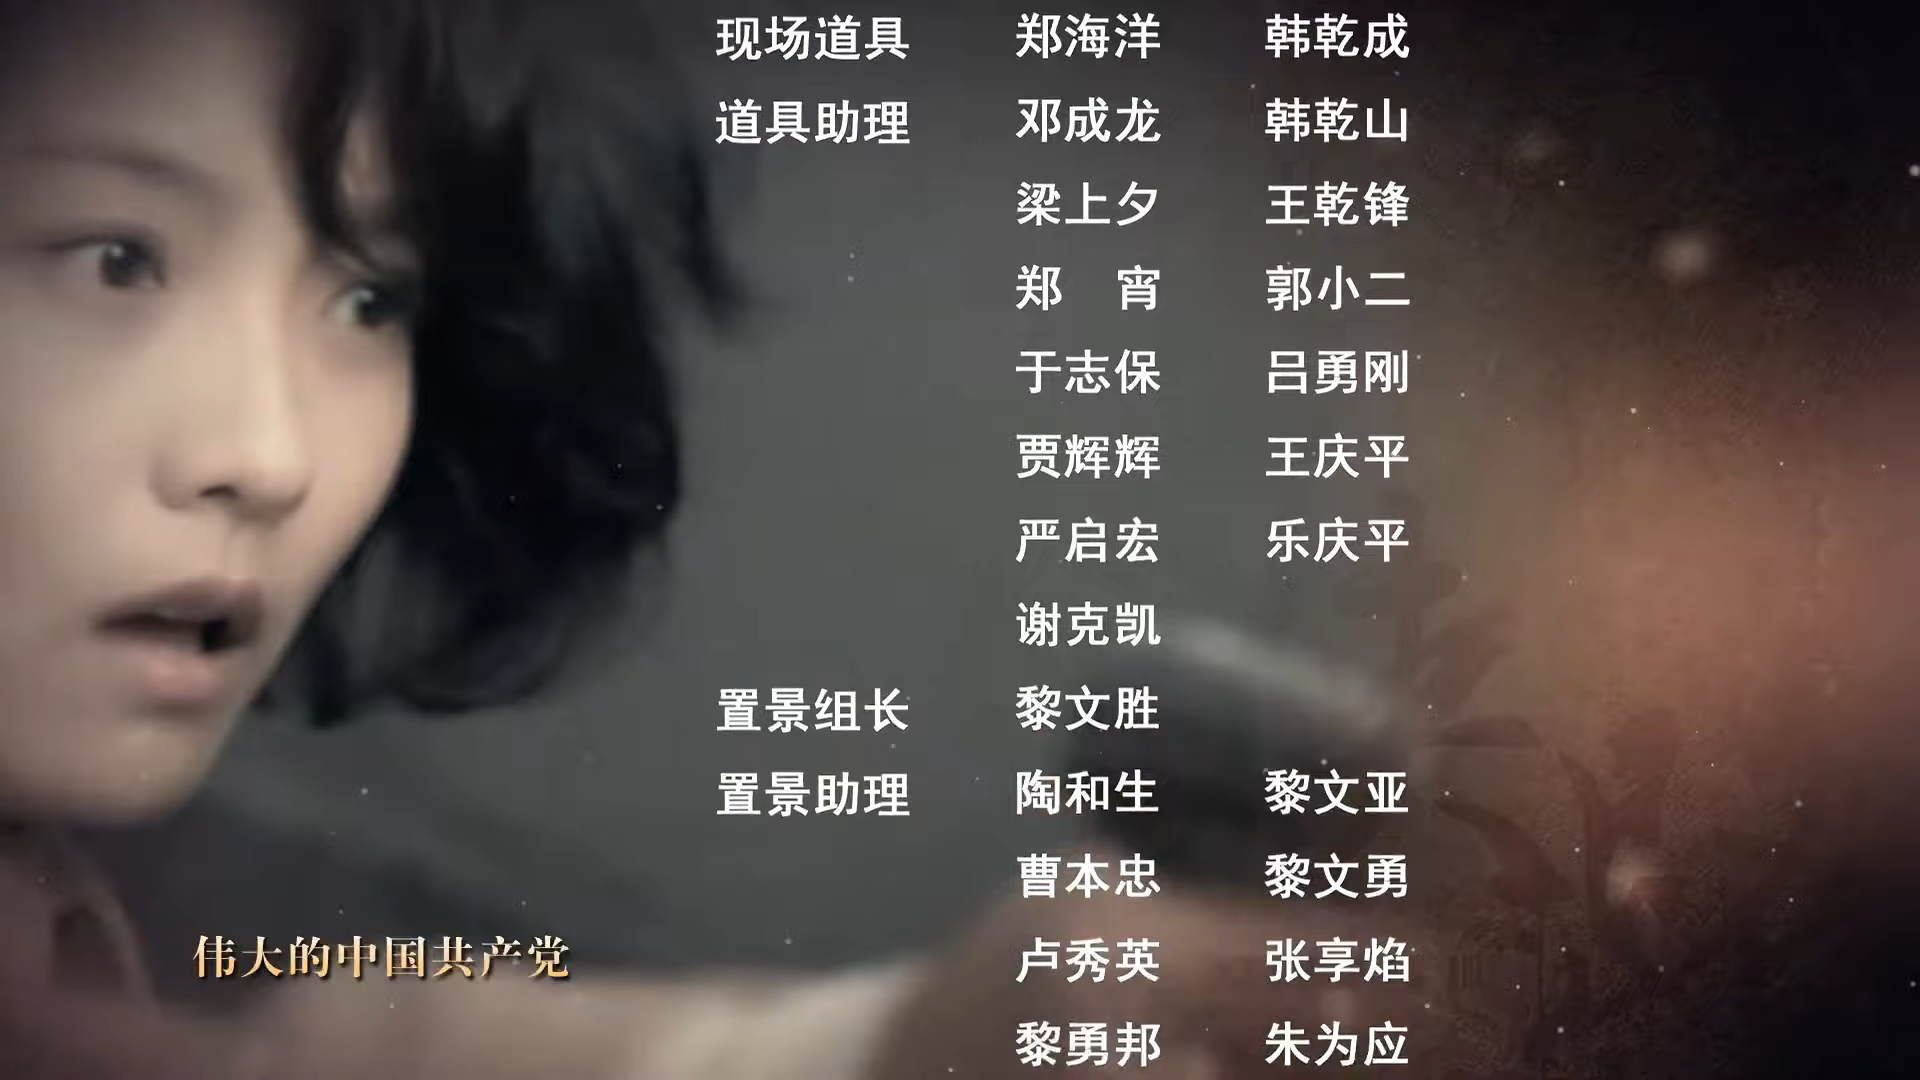 现场道具 郑海洋 韩乾成
道具助理 邓成龙 韩乾山
梁上夕 王乾锋
郑 宵 郭小二
于志保 吕勇刚
贾辉辉 王庆平
严启宏 乐庆平
谢克凯
置景组长 黎文胜
置景助理 陶和生 黎文亚
曹本忠 黎文勇
卢秀英 张享焰
伟大的中国共产党
黎勇邦 朱为应